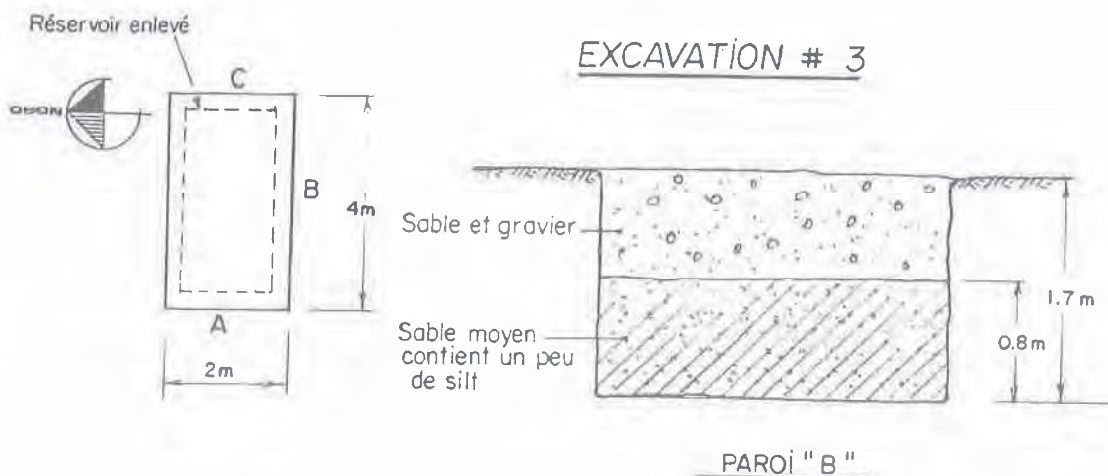 Réservoir enlevé
EXCAVATiON # 3
C
B
4m
A
2m
Sable et gravier
Sable moyen
contient un peu
de silt
1.7 m
0.8 m
PAROi "B"